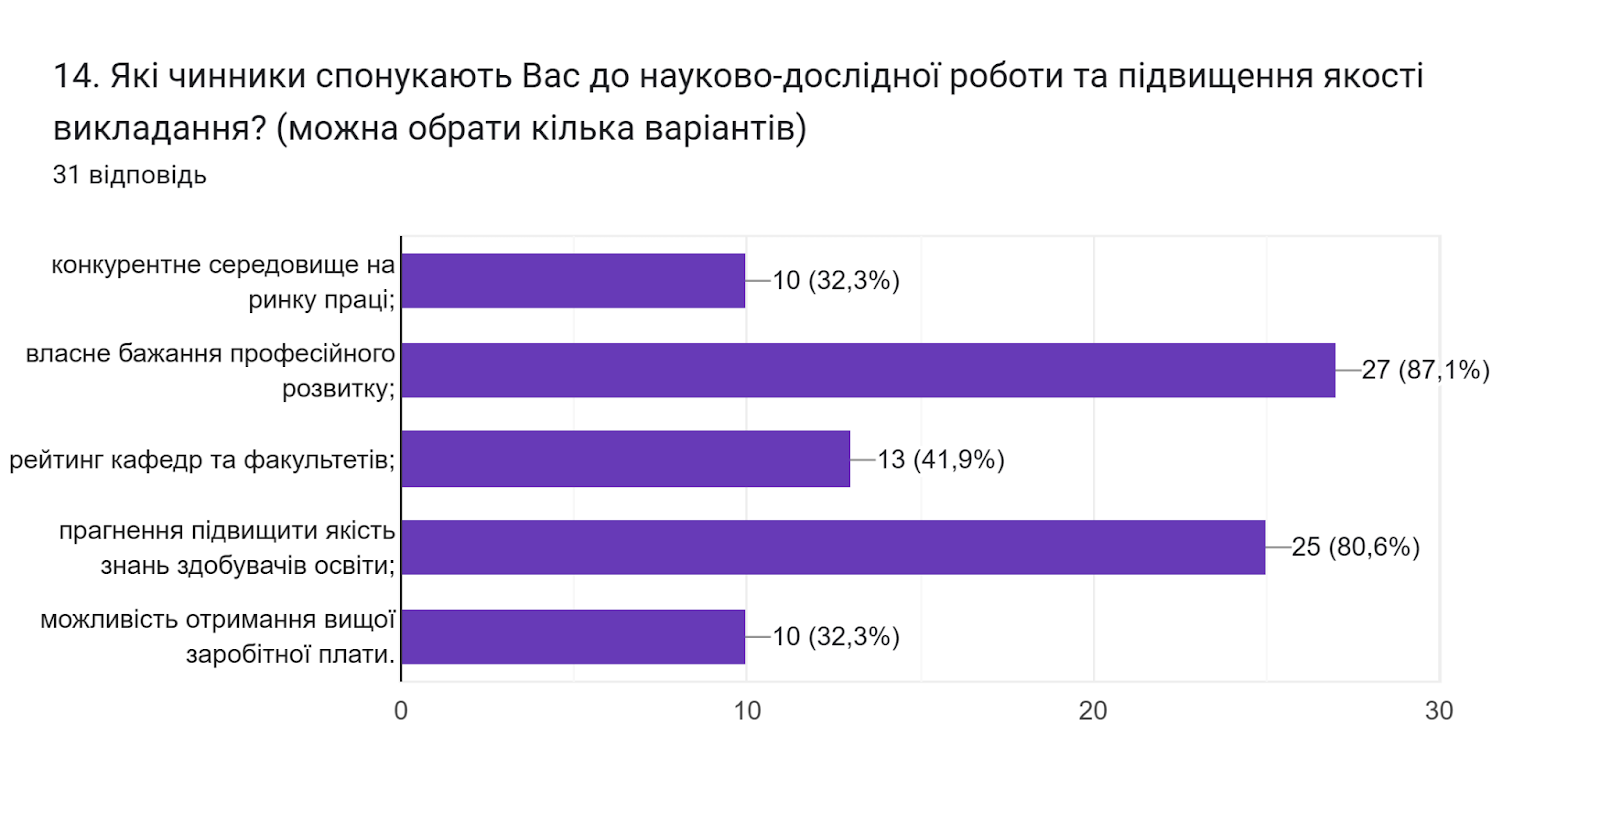 14. Які чинники спонукають Вас до науково-дослідної роботи та підвищення якості
викладання? (можна обрати кілька варіантів)
31 відповідь
конкурентне середовище на
ринку праці;
10 (32,3%)
власне бажання професійного
розвитку;
27 (87,1%)
рейтинг кафедр та факультетів;
13 (41,9%)
прагнення підвищити якість
знань здобувачів освіти;
25 (80,6%)
можливість отримання вищої
заробітної плати.
10 (32,3%)
0 10 20 30